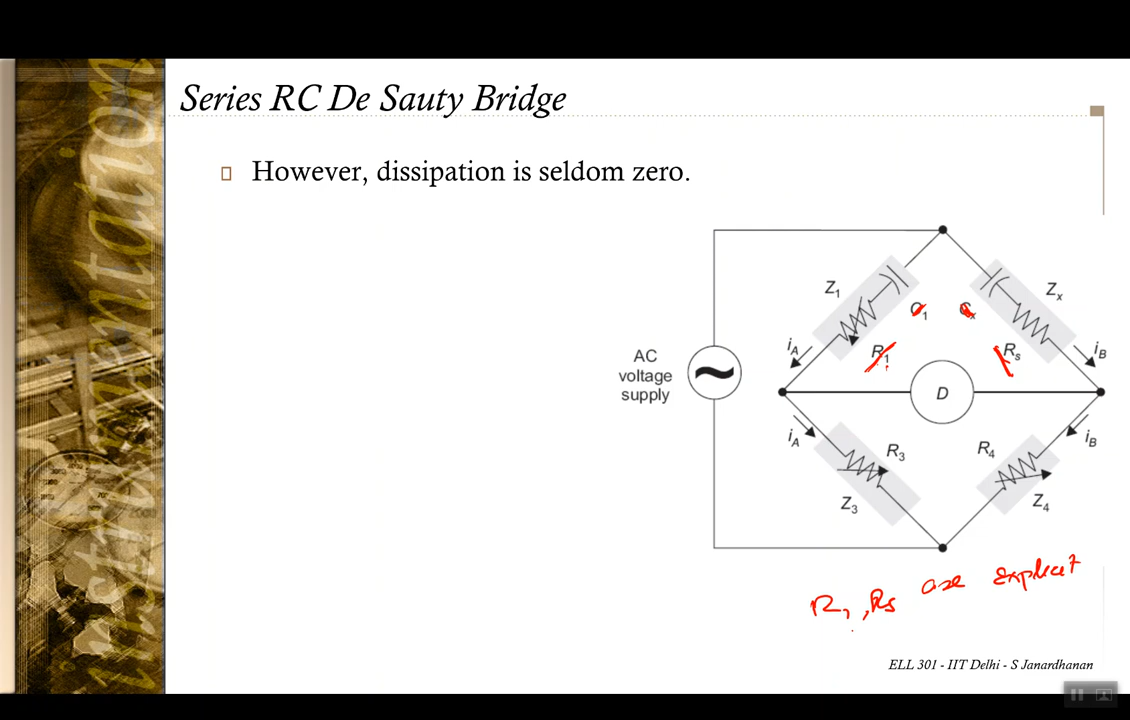 Series RC De Sauty Bridge
However, dissipation is seldom zero.
Z1
Zx
C1
Cx
iA
R1
Rs
iB
AC
voltage
supply
D
iA
R3
R4
iB
Z3
Z4
R1, Rs are explicit
ELL 301 - IIT Delhi - S Janardhanan